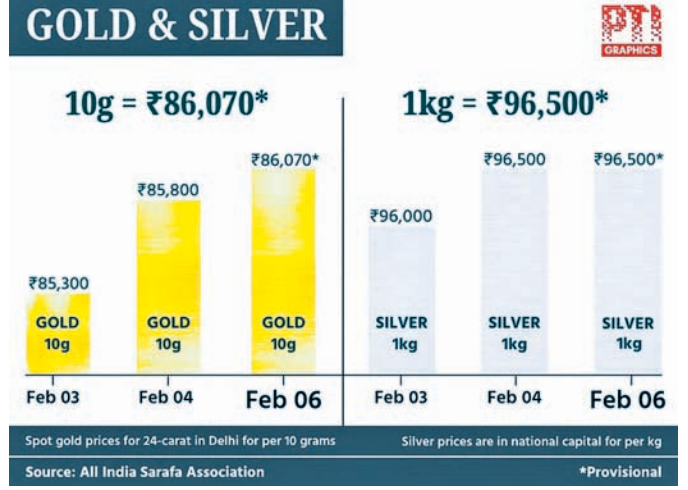 GOLD & SILVER
PTI
GRAPHICS
10g = ₹86,070*
1kg = ₹96,500*
₹85,300
₹85,800
₹86,070*
GOLD
10g
GOLD
10g
GOLD
10g
Feb 03
Feb 04
Feb 06
₹96,000
₹96,500
₹96,500*
SILVER
1kg
SILVER
1kg
SILVER
1kg
Feb 03
Feb 04
Feb 06
Spot gold prices for 24-carat in Delhi for per 10 grams
Silver prices are in national capital for per kg
Source: All India Sarafa Association
*Provisional